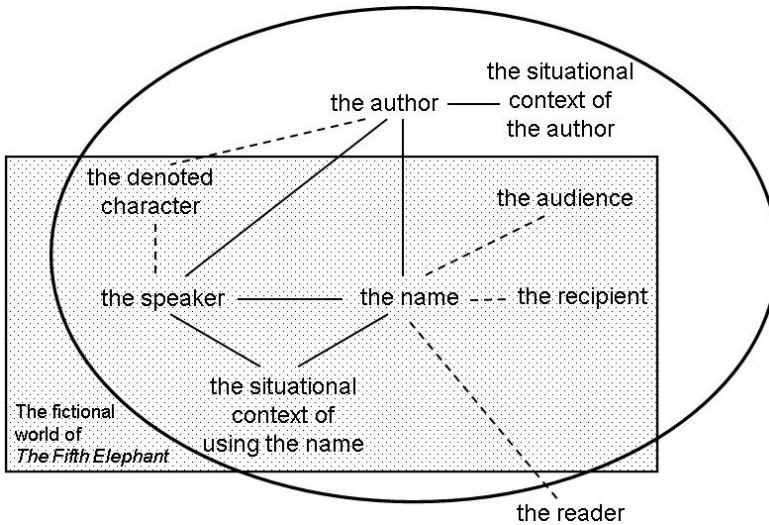 the situational
context of
the author
the author
the denoted
character
the audience
the speaker
the name
the recipient
the situational
context of
using the name
The fictional
world of
The Fifth Elephant
the reader